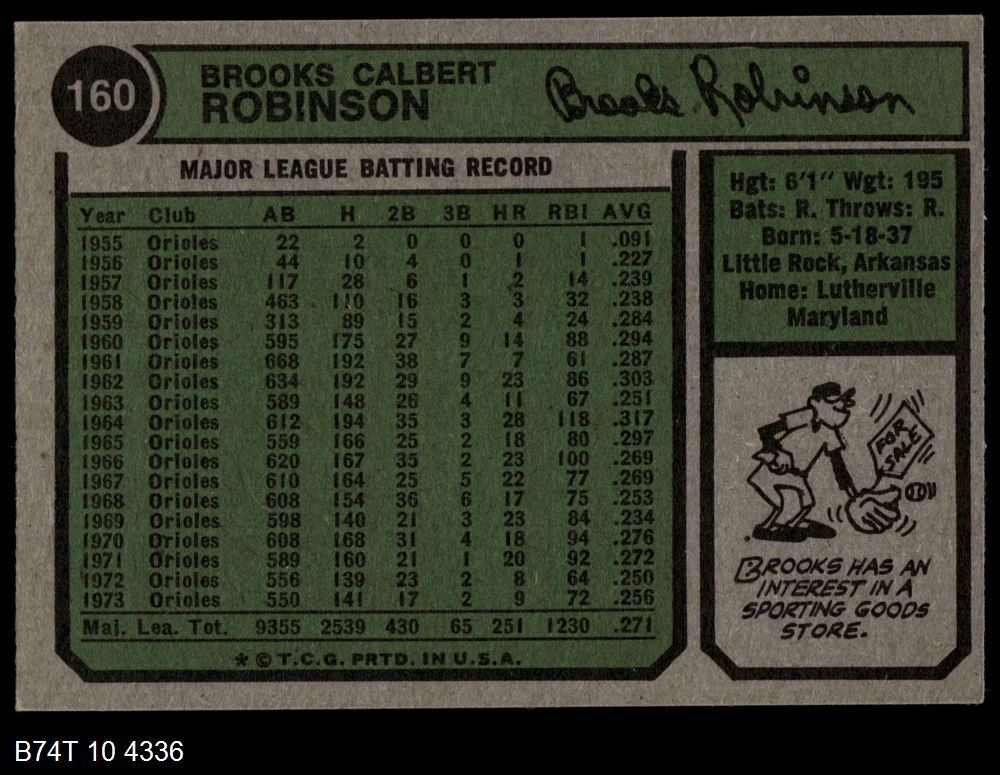 160
BROOKS CALBERT
ROBINSON
Brooks Robinson
MAJOR LEAGUE BATTING RECORD
Year Club AB H 2B 3B HR RBI AVG
1955 Orioles 22 2 0 0 0 1 .091
1956 Orioles 44 10 4 0 1 1 .227
1957 Orioles 117 28 6 1 2 14 .239
1958 Orioles 463 110 16 3 3 32 .238
1959 Orioles 313 89 15 2 4 24 .284
1960 Orioles 595 175 27 9 14 88 .294
1961 Orioles 668 192 38 7 7 61 .287
1962 Orioles 634 192 29 9 23 86 .303
1963 Orioles 589 148 26 4 11 67 .251
1964 Orioles 612 194 35 3 28 118 .317
1965 Orioles 559 166 25 2 18 80 .297
1966 Orioles 620 167 35 2 23 100 .269
1967 Orioles 610 164 25 5 22 77 .269
1968 Orioles 608 154 36 6 17 75 .253
1969 Orioles 598 140 21 3 23 84 .234
1970 Orioles 608 168 31 4 18 94 .276
1971 Orioles 589 160 21 1 20 92 .272
1972 Orioles 556 139 23 2 8 64 .250
1973 Orioles 550 141 17 2 9 72 .256
Maj. Lea. Tot. 9355 2539 430 65 251 1230 .271
* © T.C.G. PRTD. IN U.S.A.
Hgt: 6'1" Wgt: 195
Bats: R. Throws: R.
Born: 5-18-37
Little Rock, Arkansas
Home: Lutherville
Maryland
FOR
SALE
BROOKS HAS AN
INTEREST IN A
SPORTING GOODS
STORE.
B74T 10 4336